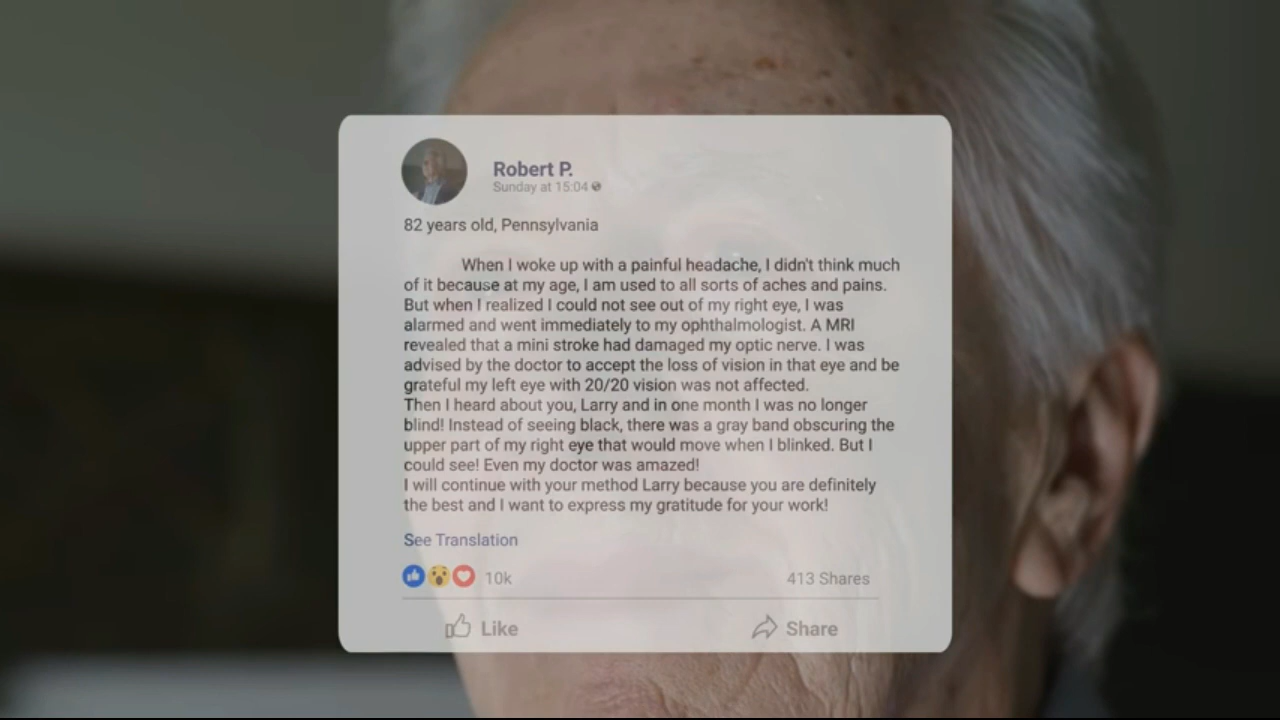 Robert P.
Sunday at 15:04
82 years old, Pennsylvania
When I woke up with a painful headache, I didn't think much
of it because at my age, I am used to all sorts of aches and pains.
But when I realized I could not see out of my right eye, I was
alarmed and went immediately to my ophthalmologist. A MRI
revealed that a mini stroke had damaged my optic nerve. I was
advised by the doctor to accept the loss of vision in that eye and be
grateful my left eye with 20/20 vision was not affected.
Then I heard about you, Larry and in one month I was no longer
blind! Instead of seeing black, there was a gray band obscuring the
upper part of my right eye that would move when I blinked. But I
could see! Even my doctor was amazed!
I will continue with your method Larry because you are definitely
the best and I want to express my gratitude for your work!
See Translation
10k 413 Shares
Like Share